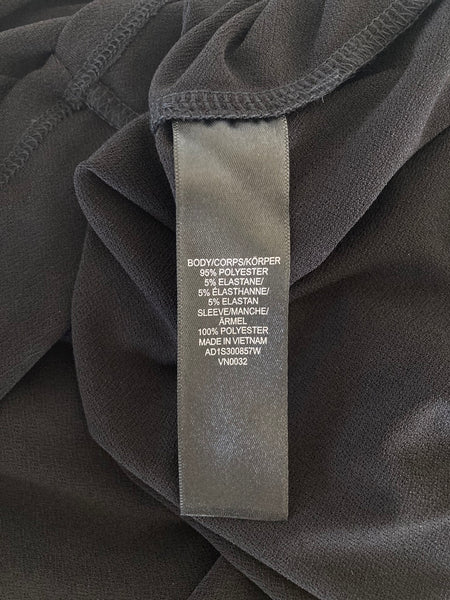 BODY/CORPS/KÖRPER
95% POLYESTER
5% ELASTANE/
5% ÉLASTHANNE/
5% ELASTAN
SLEEVE/MANCHE/
ÄRMEL
100% POLYESTER
MADE IN VIETNAM
AD1S300857W
VN0032